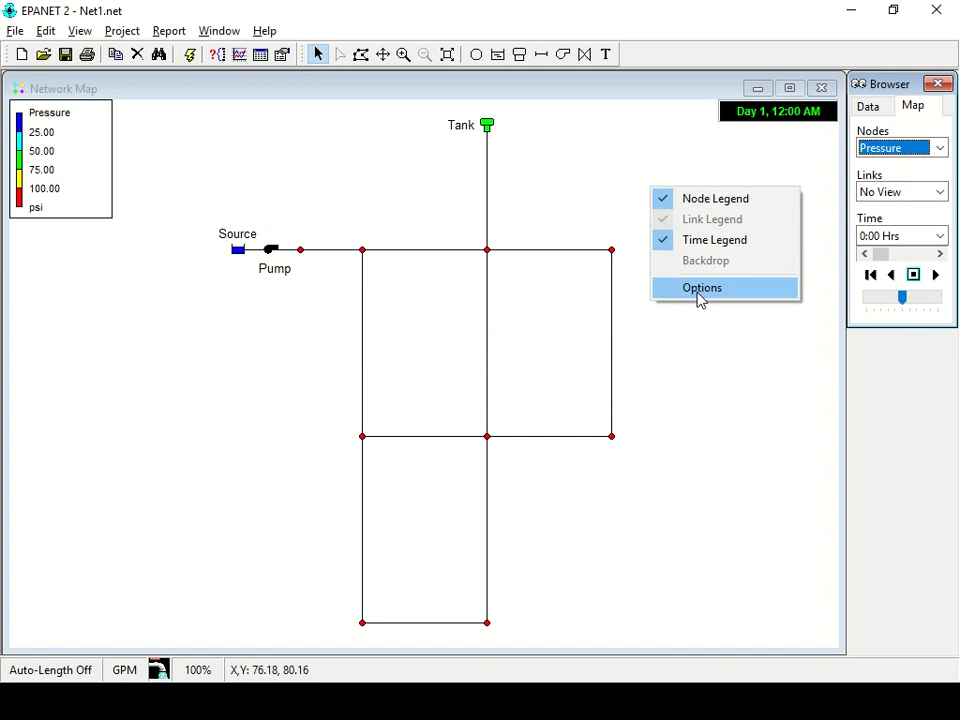 EPANET 2 - Net1.net
File Edit View Project Report Window Help
T
Network Map
Pressure
25.00
50.00
75.00
100.00
psi
Day 1, 12:00 AM
Tank
Source
Pump
Node Legend
Link Legend
Time Legend
Backdrop
Options
Browser
Data Map
Nodes
Pressure
Links
No View
Time
0:00 Hrs
Auto-Length Off GPM 100% X,Y: 76.18, 80.16